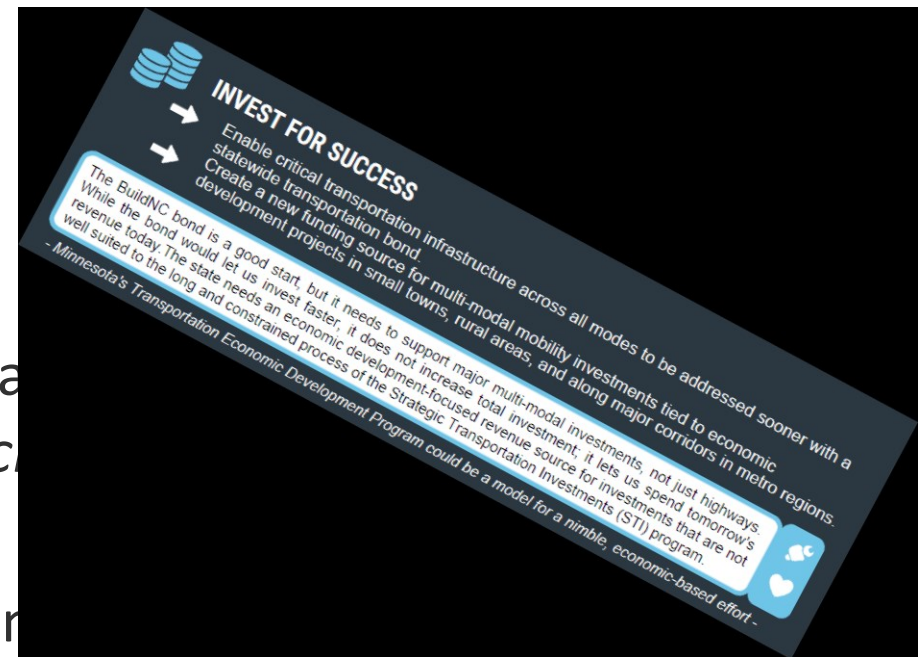 INVEST FOR SUCCESS
Enable critical transportation infrastructure across all modes to be addressed sooner with a
statewide transportation bond.
Create a new funding source for multi-modal mobility investments tied to economic
development projects in small towns, rural areas, and along major corridors in metro regions.
The BuildNC bond is a good start, but it needs to support major multi-modal investments, not just highways.
While the bond would let us invest faster, it does not increase total investment; it lets us spend tomorrow's
revenue today. The state needs an economic development-focused revenue source for investments that are not
well suited to the long and constrained process of the Strategic Transportation Investments (STI) program.
- Minnesota's Transportation Economic Development Program could be a model for a nimble, economic-based effort -